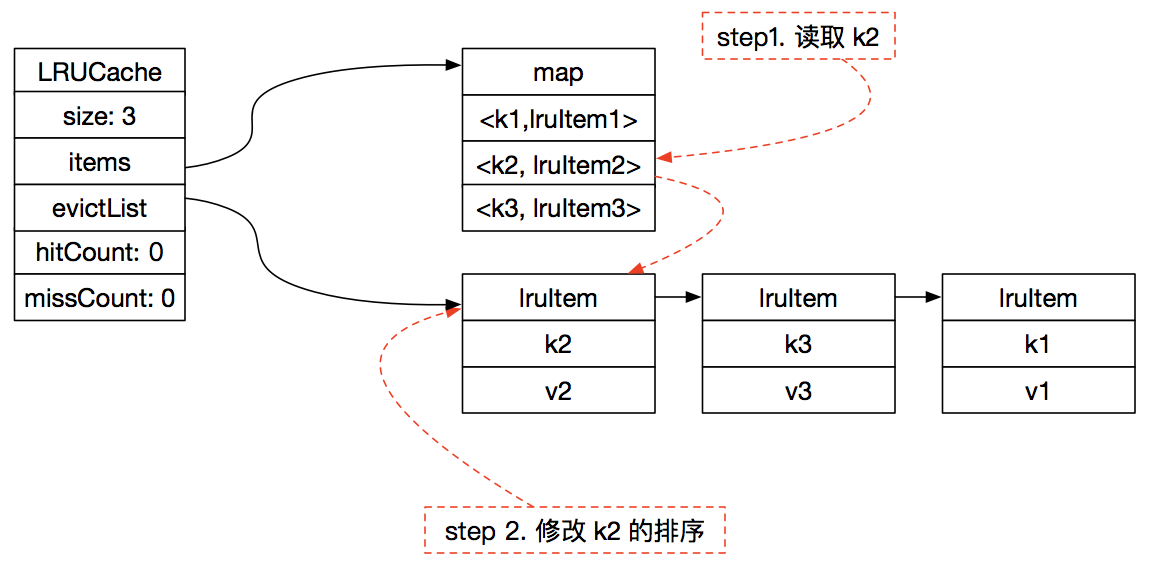 step1. 读取 k2
LRUCache
size: 3
items
evictList
hitCount: 0
missCount: 0
map
<k1,lruItem1>
<k2, lruItem2>
<k3, lruItem3>
lruItem
k2
v2
lruItem
k3
v3
lruItem
k1
v1
step 2. 修改 k2 的排序